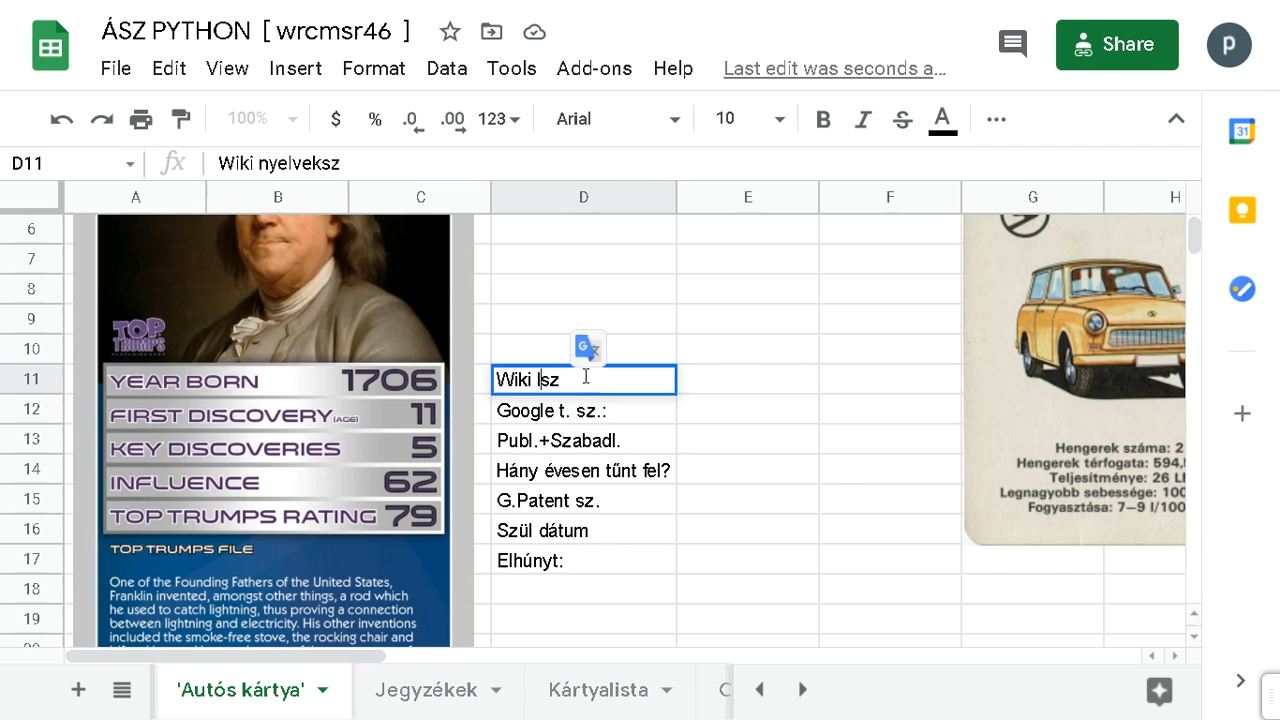 ÁSZ PYTHON [ wrcmsr46 ]
Share
p
File Edit View Insert Format Data Tools Add-ons Help Last edit was seconds a...
100% $ % .0 .00 123 Arial 10 B I S A
31
D11 fx Wiki nyelveksz
A B C D E F G H
6
7
8
9
10
11
12
13
14
15
16
17
18
19
TOP
TRUMPS
YEAR BORN 1706
FIRST DISCOVERY (AGE) 11
KEY DISCOVERIES 5
INFLUENCE 62
TOP TRUMPS RATING 79
TOP TRUMPS FILE
One of the Founding Fathers of the United States,
Franklin invented, amongst other things, a rod which
he used to catch lightning, thus proving a connection
between lightning and electricity. His other inventions
included the smoke-free stove, the rocking chair and
G
Wiki lsz
Google t. sz.:
Publ.+Szabadl.
Hány évesen tűnt fel?
G.Patent sz.
Szül dátum
Elhúnyt:
Hengerek száma: 2
Hengerek térfogata: 594,
Teljesítménye: 26 L
Legnagyobb sebessége: 100
Fogyasztása: 7–9 l/100
'Autós kártya' Jegyzékek Kártyalista